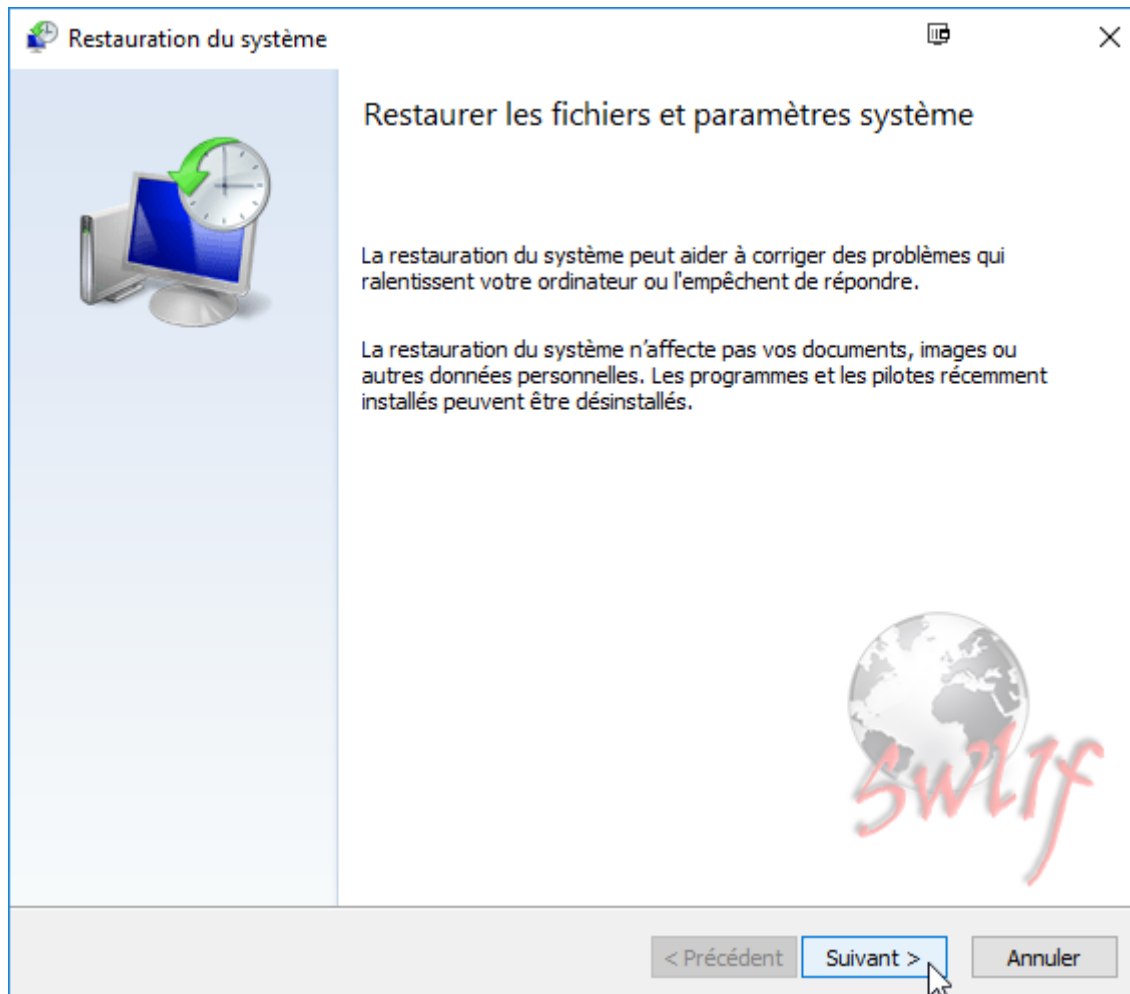 Restauration du système
Restaurer les fichiers et paramètres système
La restauration du système peut aider à corriger des problèmes qui
ralentissent votre ordinateur ou l'empêchent de répondre.
La restauration du système n’affecte pas vos documents, images ou
autres données personnelles. Les programmes et les pilotes récemment
installés peuvent être désinstallés.
swlif
< Précédent Suivant > Annuler